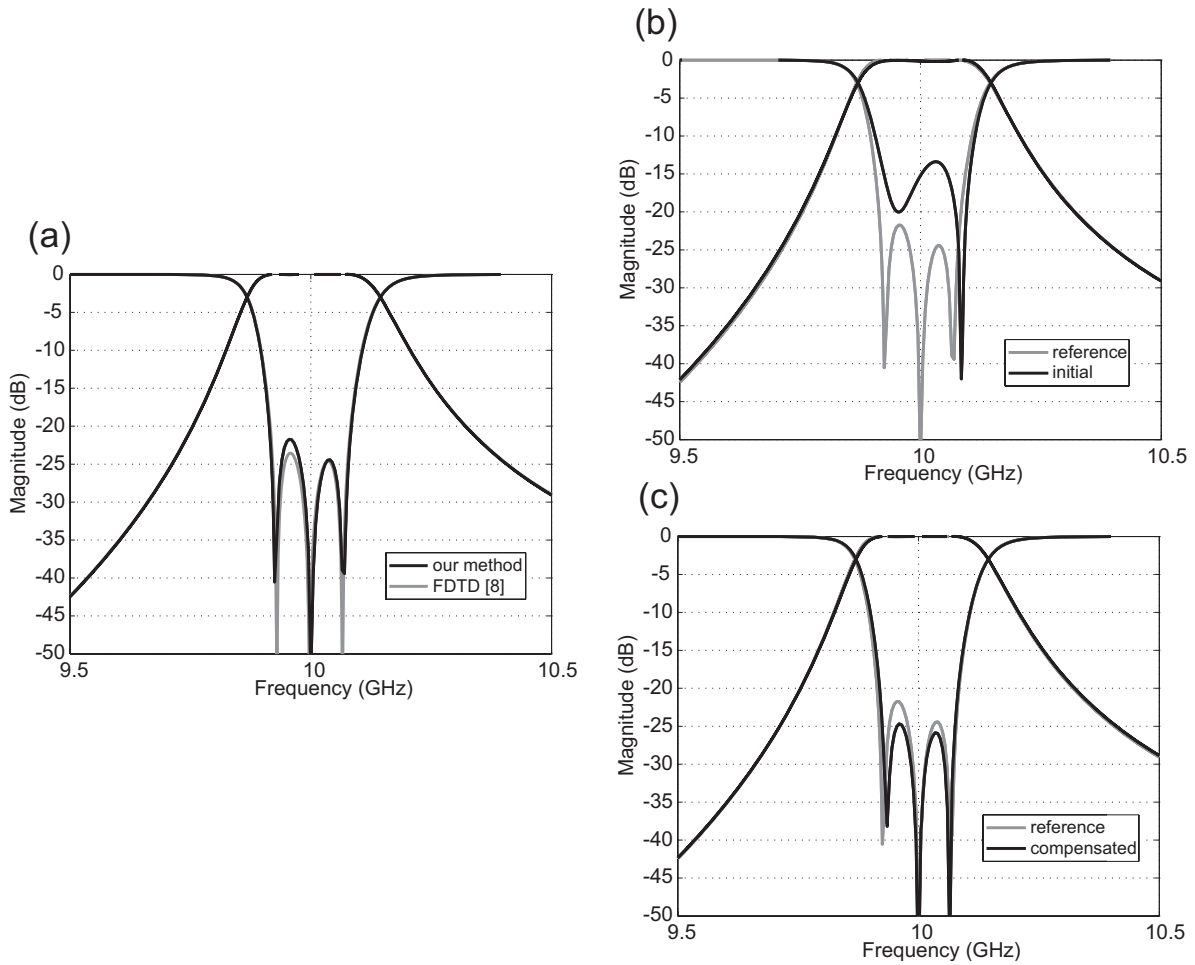 (a)
0
-5
-10
-15
-20
-25
-30
-35
-40
-45
-50
Magnitude (dB)
our method
FDTD [8]
9.5
10
10.5
Frequency (GHz)
(b)
0
-5
-10
-15
-20
-25
-30
-35
-40
-45
-50
Magnitude (dB)
reference
initial
9.5
10
10.5
Frequency (GHz)
(c)
0
-5
-10
-15
-20
-25
-30
-35
-40
-45
-50
Magnitude (dB)
reference
compensated
9.5
10
10.5
Frequency (GHz)